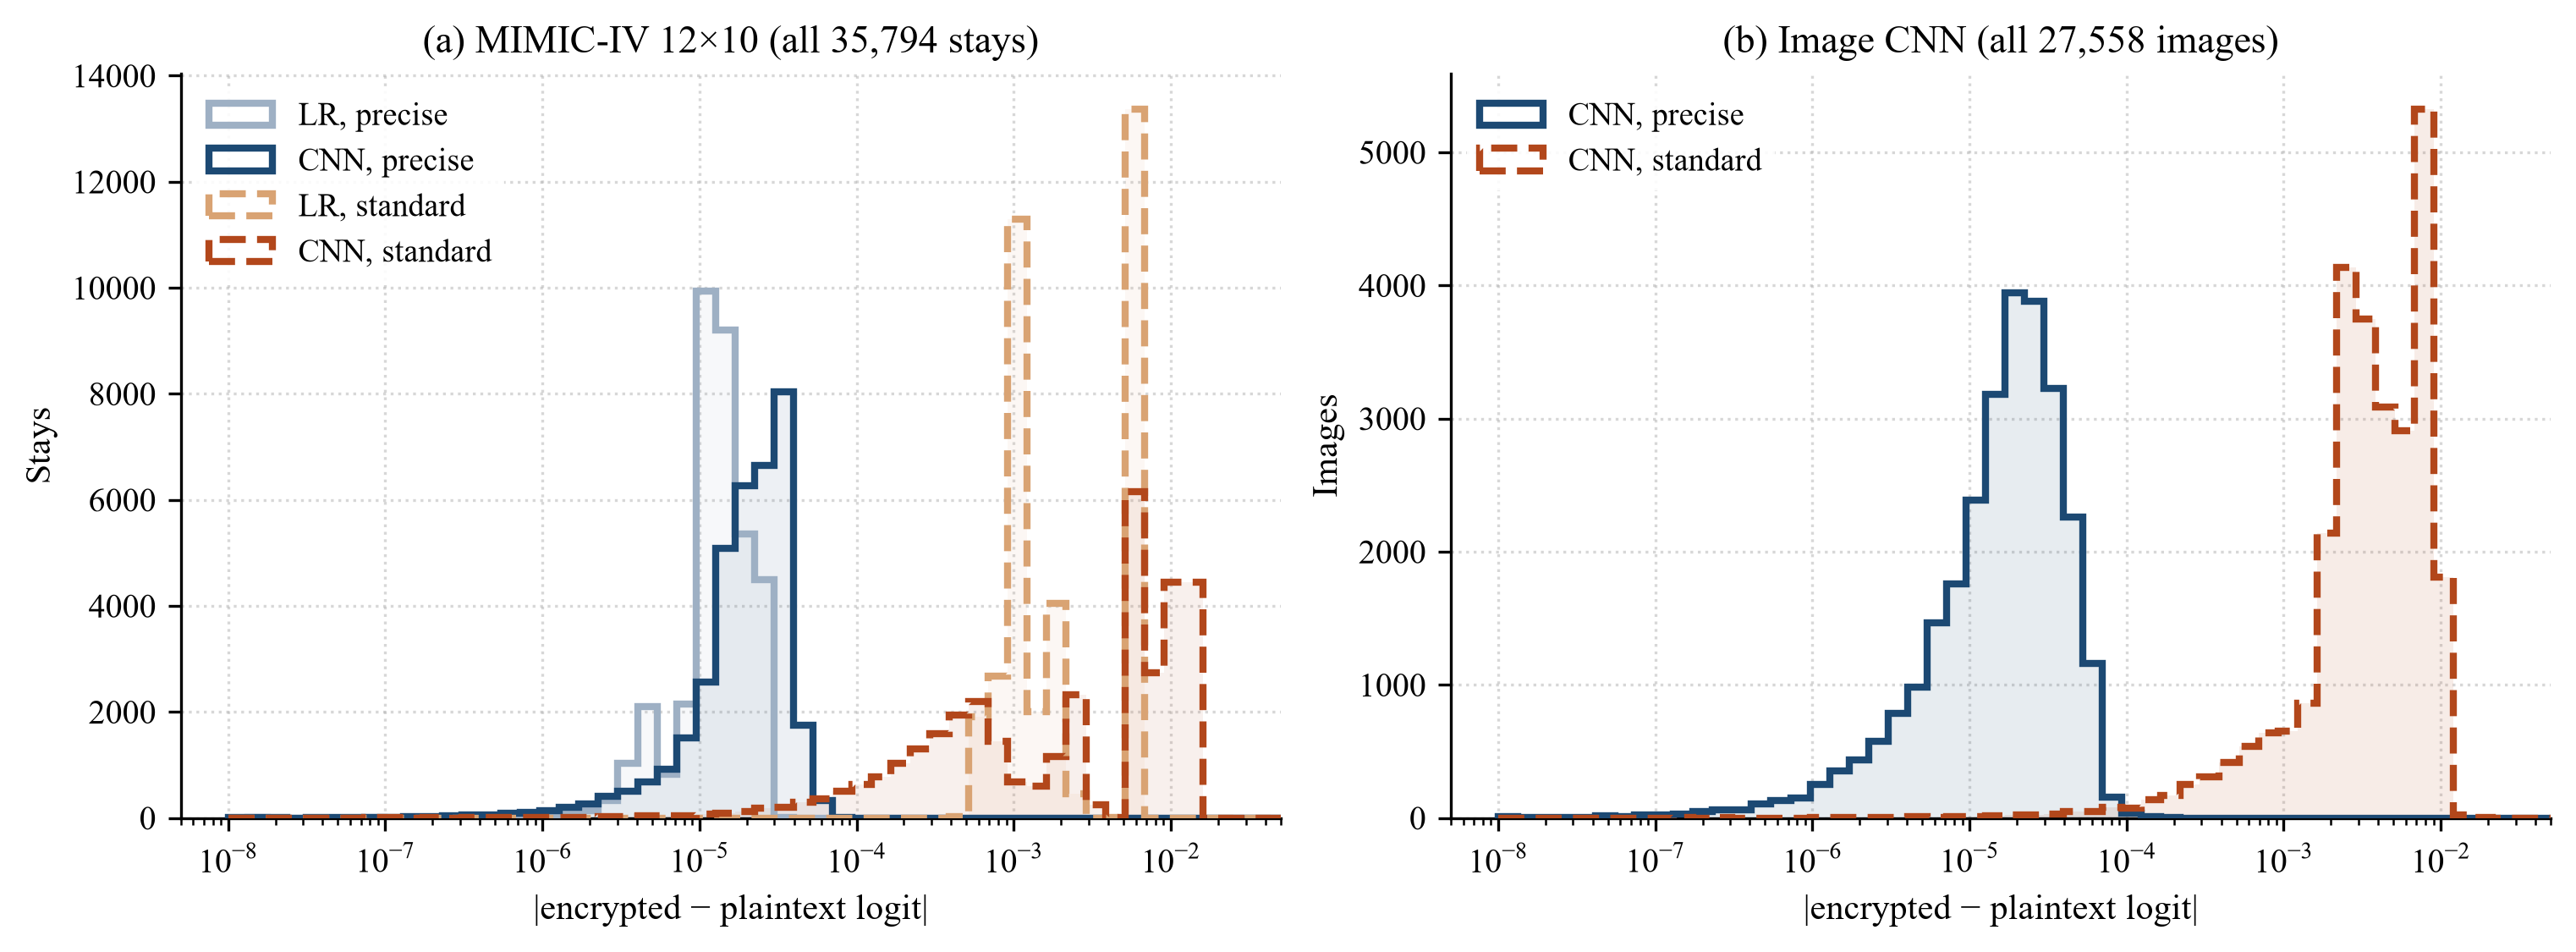 (a) MIMIC-IV 12×10 (all 35,794 stays)
14000
12000
10000
8000
6000
4000
2000
0
Stays
LR, precise
CNN, precise
LR, standard
CNN, standard
10⁻⁸ 10⁻⁷ 10⁻⁶ 10⁻⁵ 10⁻⁴ 10⁻³ 10⁻²
|encrypted − plaintext logit|
(b) Image CNN (all 27,558 images)
5000
4000
3000
2000
1000
0
Images
CNN, precise
CNN, standard
10⁻⁸ 10⁻⁷ 10⁻⁶ 10⁻⁵ 10⁻⁴ 10⁻³ 10⁻²
|encrypted − plaintext logit|